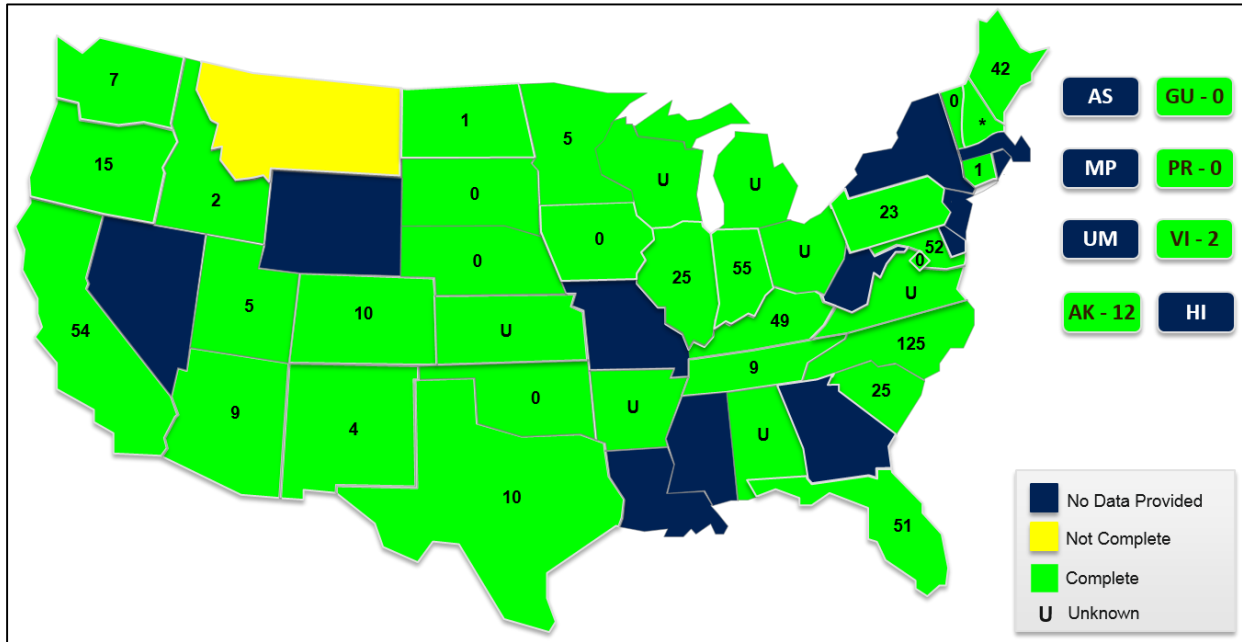 42
7
0
AS
GU - 0
1
5
*
15
MP
PR - 0
U
U
1
0
2
23
0
UM
VI - 2
52
0
0
U
25
55
U
5
10
49
AK - 12
HI
54
U
125
9
0
25
9
4
U
U
10
No Data Provided
51
Not Complete
Complete
U Unknown